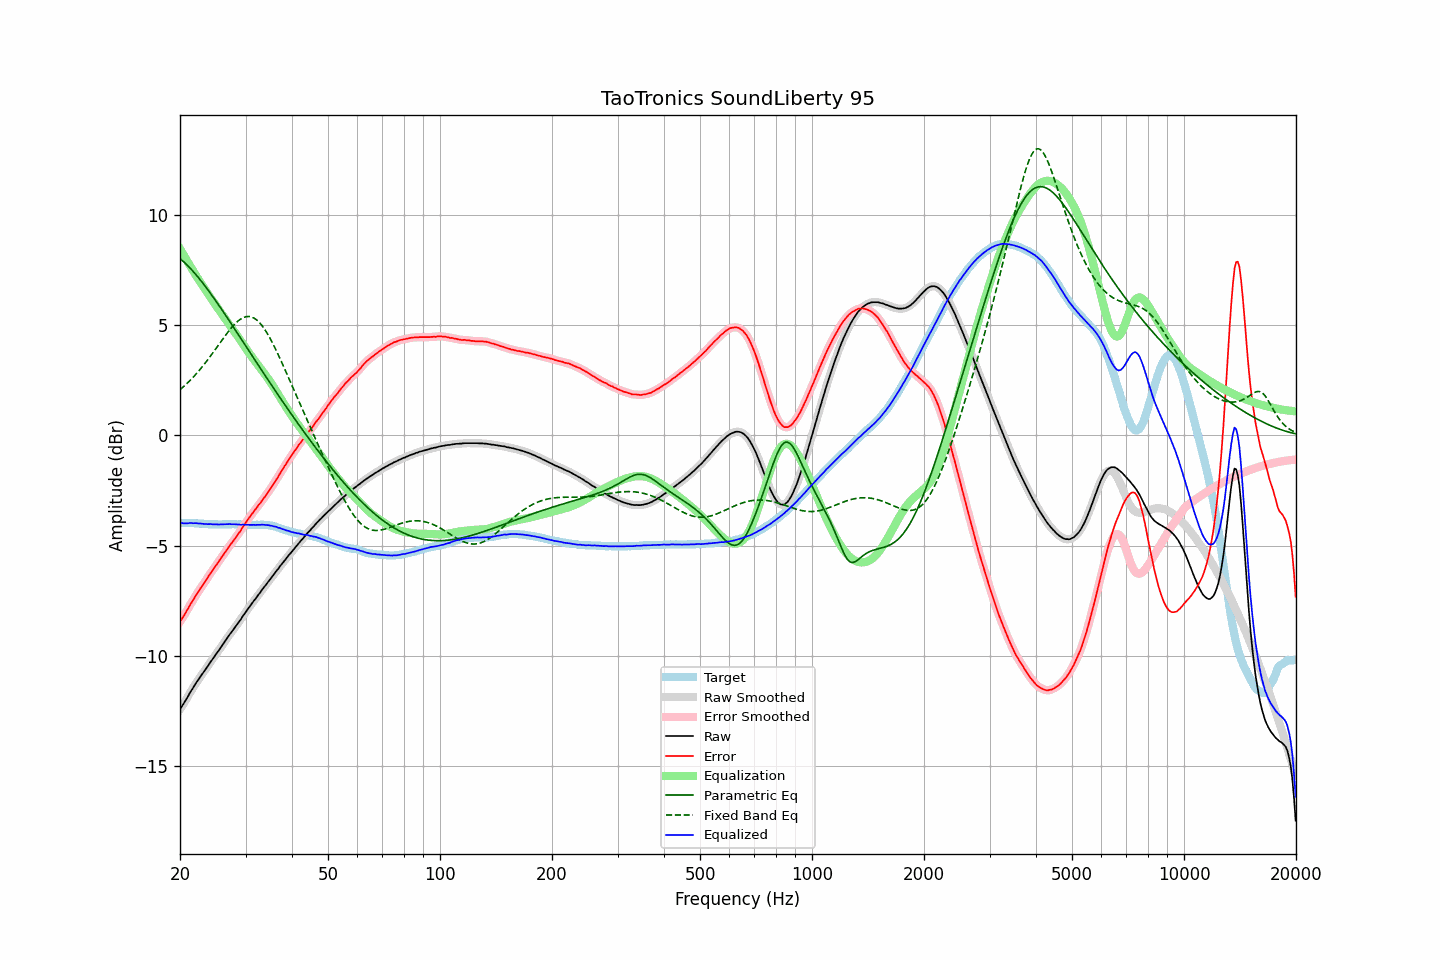 TaoTronics SoundLiberty 95
Amplitude (dBr)
10
5
0
−5
−10
−15
Target
Raw Smoothed
Error Smoothed
Raw
Error
Equalization
Parametric Eq
Fixed Band Eq
Equalized
20 50 100 200 500 1000 2000 5000 10000 20000
Frequency (Hz)